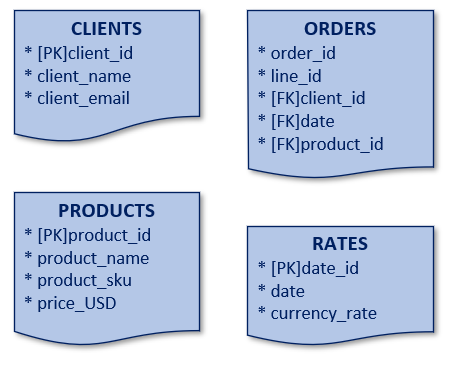 CLIENTS
* [PK]client_id
* client_name
* client_email
ORDERS
* order_id
* line_id
* [FK]client_id
* [FK]date
* [FK]product_id
PRODUCTS
* [PK]product_id
* product_name
* product_sku
* price_USD
RATES
* [PK]date_id
* date
* currency_rate